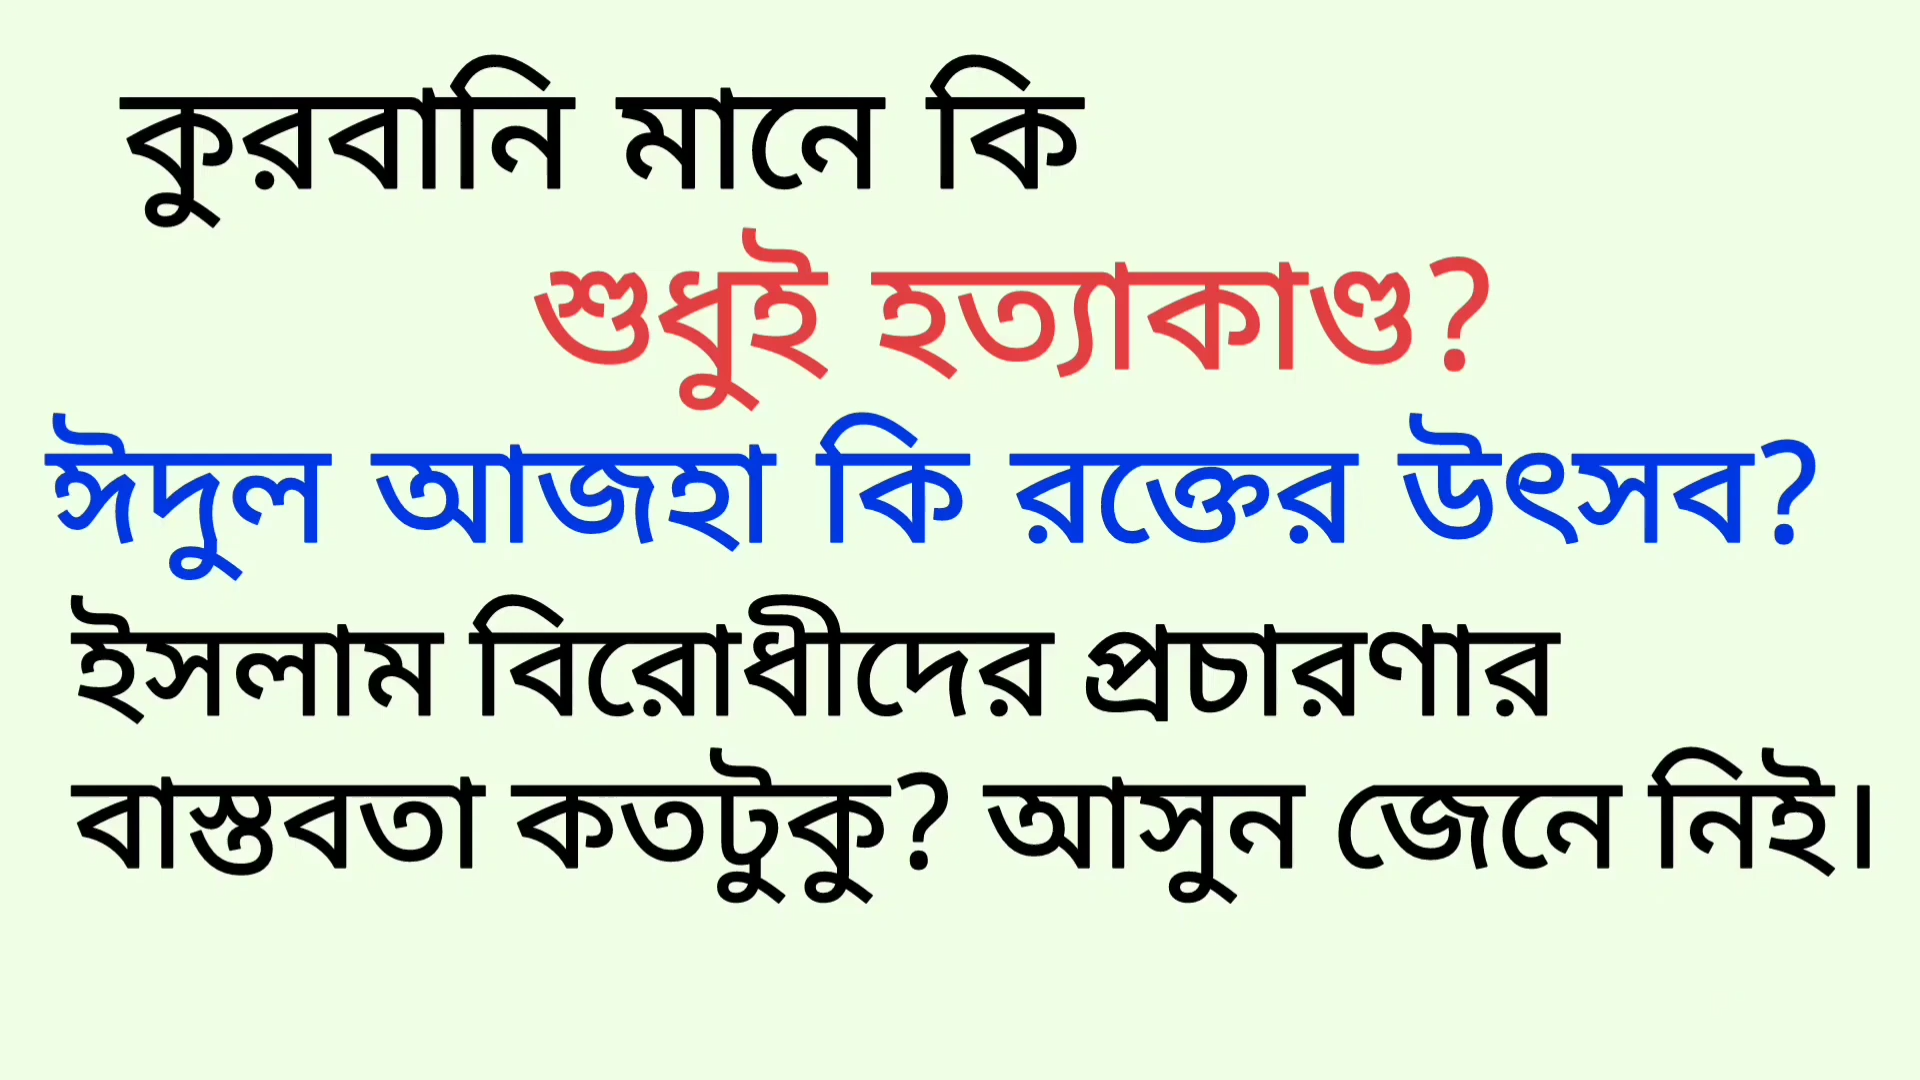 কুরবানি মানে কি
শুধুই হত্যাকাণ্ড?
ঈদুল আজহা কি রক্তের উৎসব?
ইসলাম বিরোধীদের প্রচারণার
বাস্তবতা কতটুকু? আসুন জেনে নিই।